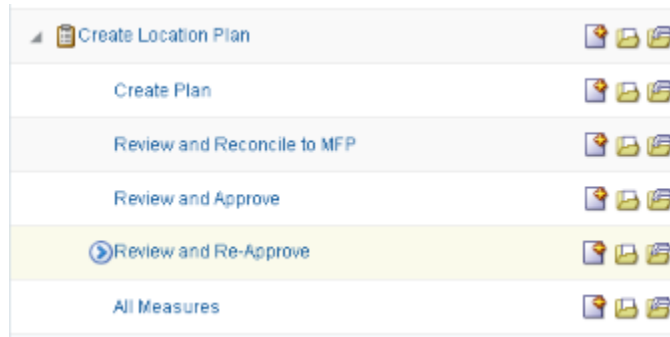 Create Location Plan
Create Plan
Review and Reconcile to MFP
Review and Approve
Review and Re-Approve
All Measures